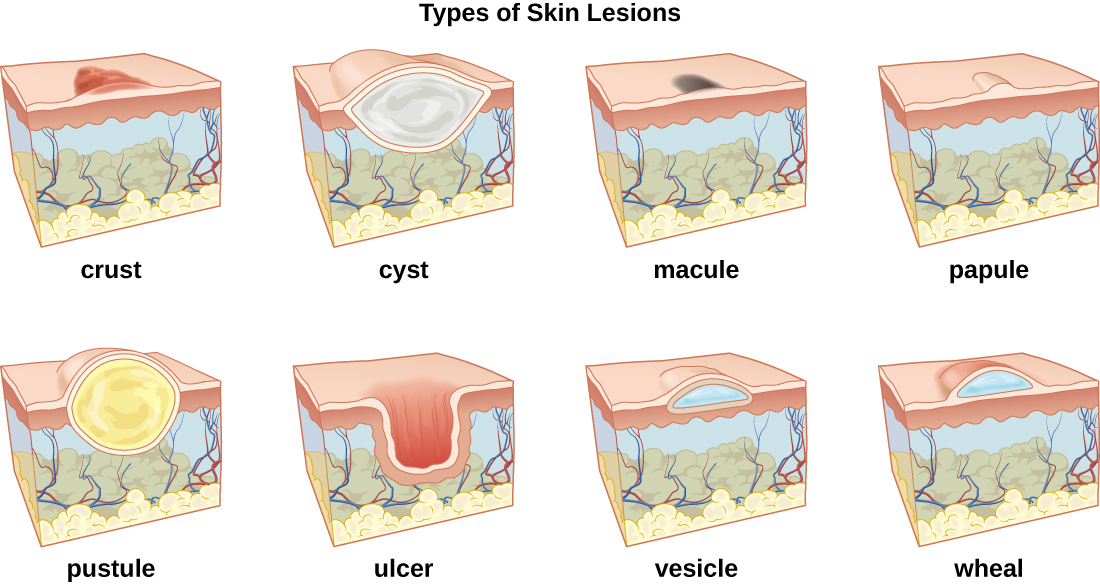 Types of Skin Lesions
crust
cyst
macule
papule
pustule
ulcer
vesicle
wheal